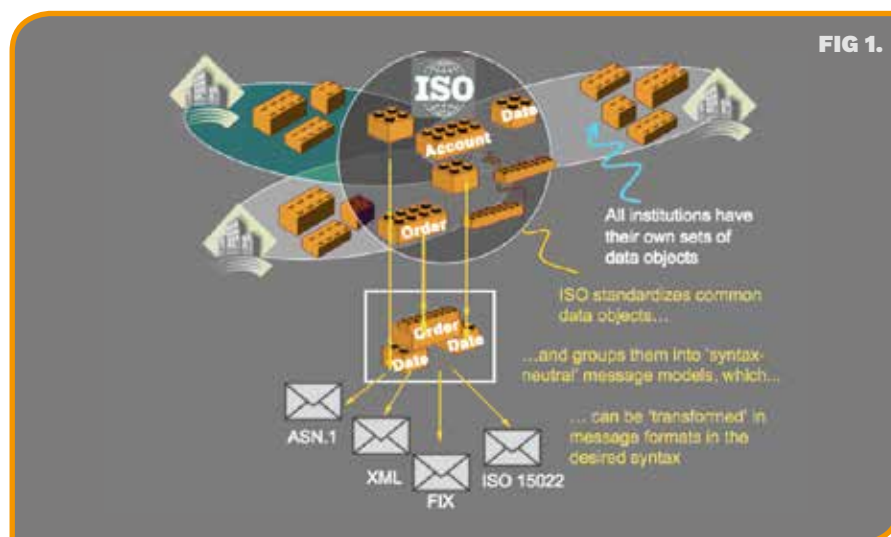 FIG 1.
ISO
Date
Account
Order
All institutions have
their own sets of
data objects
ISO standardizes common
data objects...
...and groups them into 'syntax-
neutral' message models, which...
... can be 'transformed' in
message formats in the
desired syntax
Order
Date
Date
ASN.1
XML
FIX
ISO 15022